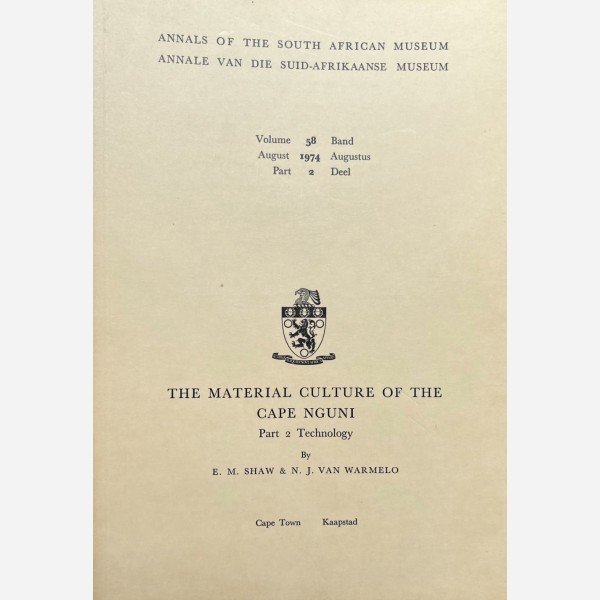 ANNALS OF THE SOUTH AFRICAN MUSEUM
ANNALE VAN DIE SUID-AFRIKAANSE MUSEUM
Volume 58 Band
August 1974 Augustus
Part 2 Deel
THE MATERIAL CULTURE OF THE
CAPE NGUNI
Part 2 Technology
By
E. M. SHAW & N. J. VAN WARMELO
Cape Town Kaapstad